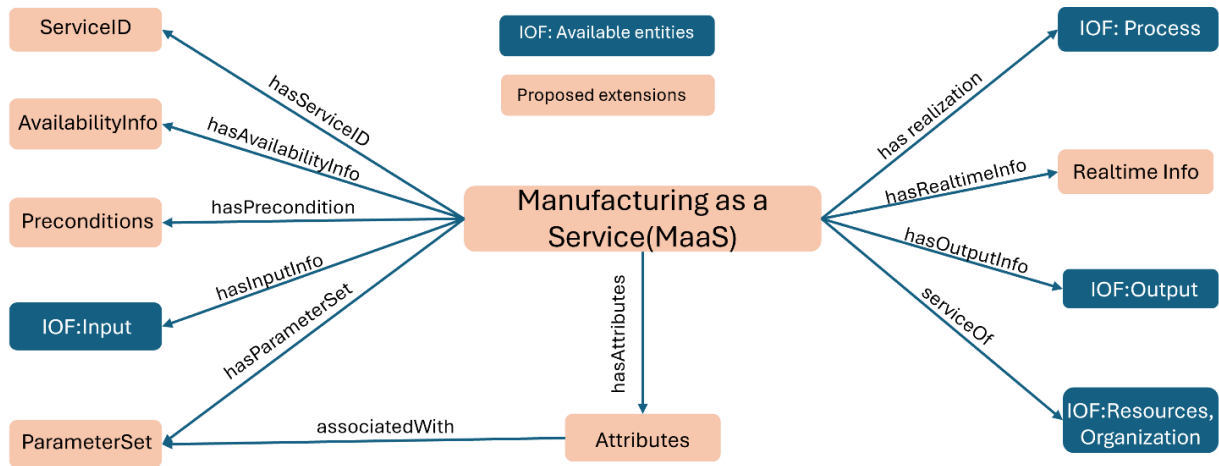 ServiceID
IOF: Available entities
IOF: Process
hasServiceID
has realization
Proposed extensions
AvailabilityInfo
hasAvailabilityInfo
hasRealtimeInfo
Realtime Info
Preconditions
hasPrecondition
Manufacturing as a
Service(MaaS)
hasOutputInfo
hasInputInfo
IOF:Input
IOF:Output
hasParameterSet
hasAttributes
serviceOf
ParameterSet
associatedWith
Attributes
IOF:Resources,
Organization